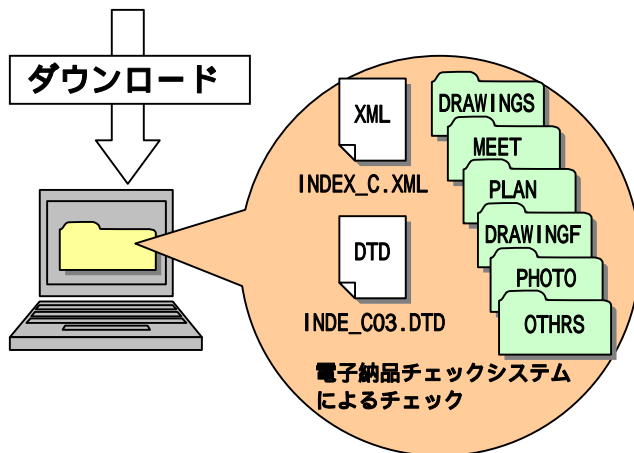 ダウンロード
XML
INDEX_C.XML
DTD
INDE_C03.DTD
DRAWINGS
MEET
PLAN
DRAWINGF
PHOTO
OTHRS
電子納品チェックシステム
によるチェック